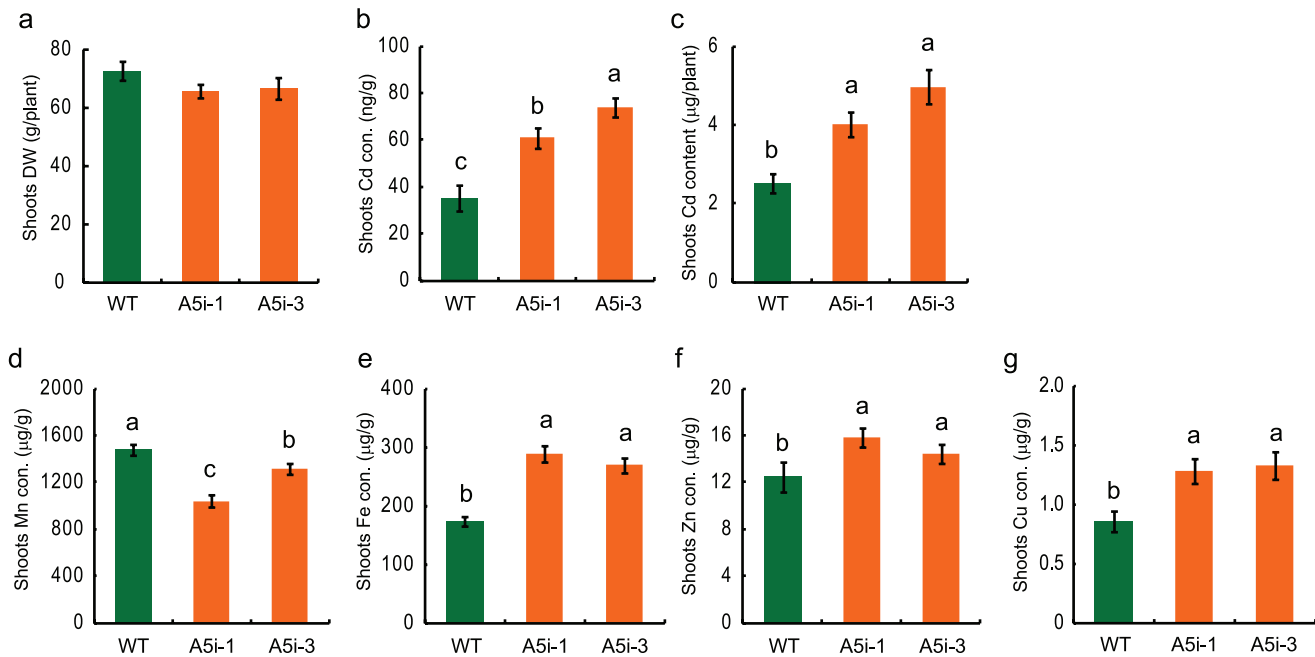 a
Shoots DW (g/plant)
80
60
40
20
0
WT A5i-1 A5i-3
b
Shoots Cd con. (ng/g)
100
80
60
40
20
0
c
b
a
WT A5i-1 A5i-3
c
Shoots Cd content (µg/plant)
6
4
2
0
b
a
a
WT A5i-1 A5i-3
d
Shoots Mn con. (µg/g)
2000
1600
1200
800
400
0
a
c
b
WT A5i-1 A5i-3
e
Shoots Fe con. (µg/g)
400
300
200
100
0
b
a
a
WT A5i-1 A5i-3
f
Shoots Zn con. (µg/g)
20
16
12
8
4
0
b
a
a
WT A5i-1 A5i-3
g
Shoots Cu con. (µg/g)
2.0
1.5
1.0
0.5
0
b
a
a
WT A5i-1 A5i-3